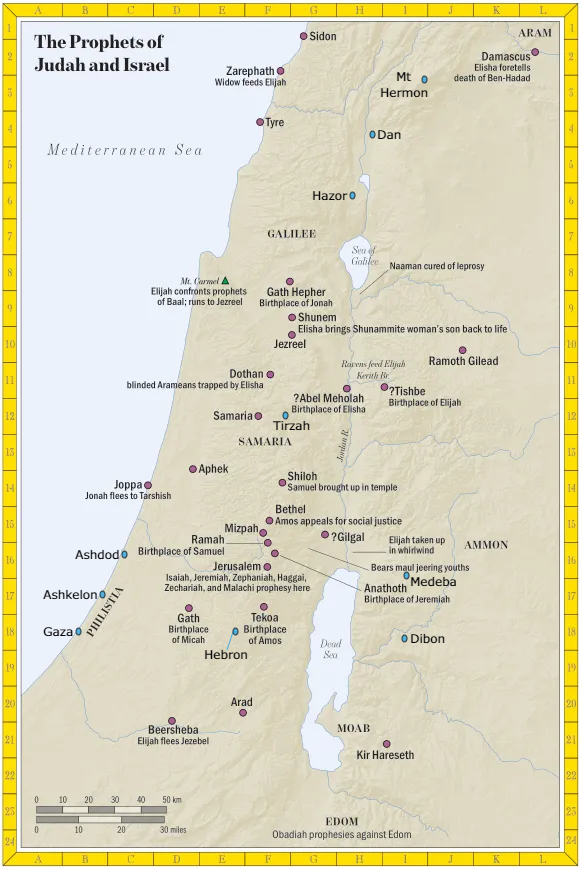 A B C D E F G H I J K L
1
2
3
4
5
6
7
8
9
10
11
12
13
14
15
16
17
18
19
20
21
22
23
24
The Prophets of
Judah and Israel
Sidon
ARAM
Damascus
Elisha foretells
death of Ben-Hadad
Zarephath
Widow feeds Elijah
Mt
Hermon
Tyre
Dan
Mediterranean Sea
Hazor
GALILEE
Sea of
Galilee
Naaman cured of leprosy
Mt. Carmel
Elijah confronts prophets
of Baal; runs to Jezreel
Gath Hepher
Birthplace of Jonah
Shunem
Elisha brings Shunammite woman's son back to life
Jezreel
Ramoth Gilead
Ravens feed Elijah
Kerith Br.
Dothan
blinded Arameans trapped by Elisha
?Abel Meholah
Birthplace of Elisha
?Tishbe
Birthplace of Elijah
Samaria
Tirzah
SAMARIA
Jordan R.
Aphek
Shiloh
Samuel brought up in temple
Joppa
Jonah flees to Tarshish
Bethel
Amos appeals for social justice
Mizpah
?Gilgal
Ramah
Birthplace of Samuel
Elijah taken up
in whirlwind
AMMON
Ashdod
Bears maul jeering youths
Jerusalem
Isaiah, Jeremiah, Zephaniah, Haggai,
Zechariah, and Malachi prophesy here
Medeba
Anathoth
Birthplace of Jeremiah
Ashkelon
PHILISTIA
Gath
Birthplace
of Micah
Tekoa
Birthplace
of Amos
Gaza
Hebron
Dibon
Dead
Sea
Arad
Beersheba
Elijah flees Jezebel
MOAB
Kir Hareseth
0 10 20 30 40 50 km
0 10 20 30 miles
EDOM
Obadiah prophesies against Edom
A B C D E F G H I J K L